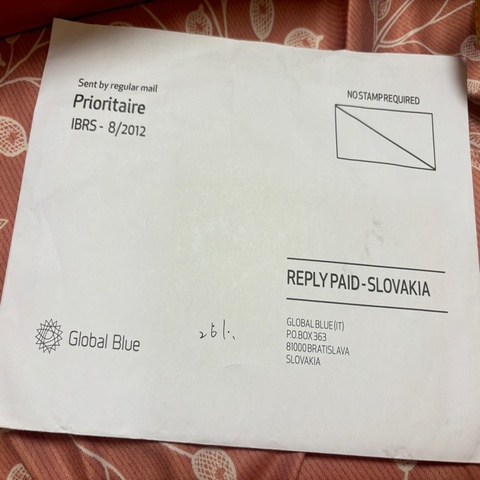 Sent by regular mail
Prioritaire
IBRS - 8/2012
NO STAMP REQUIRED
REPLY PAID - SLOVAKIA
GLOBAL BLUE (IT)
P.O.BOX 363
81000 BRATISLAVA
SLOVAKIA
Global Blue